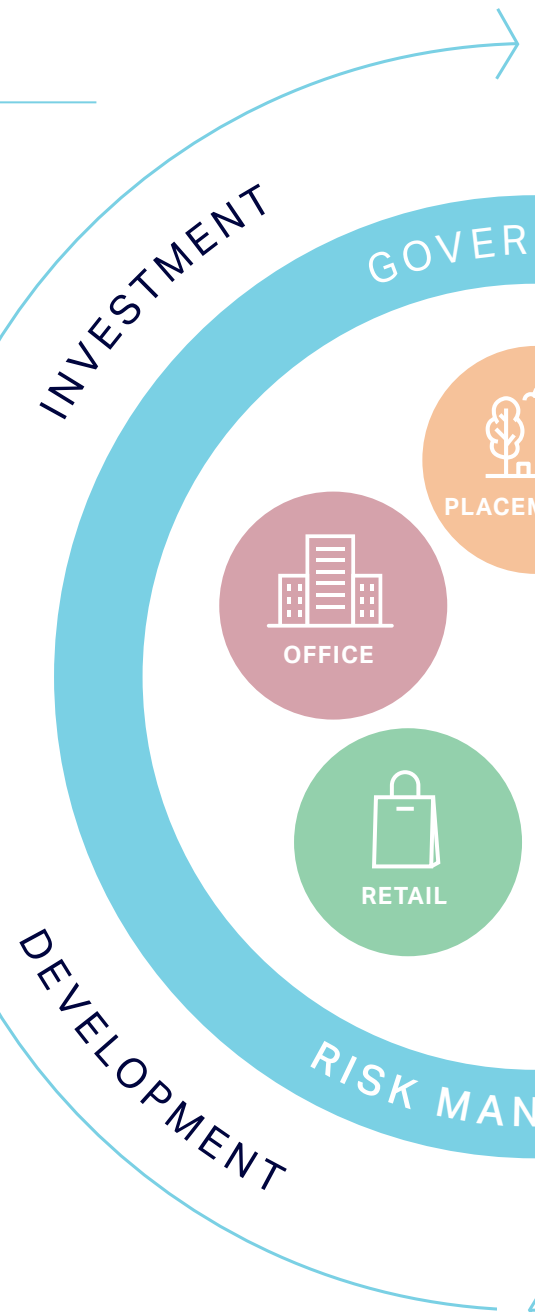 INVESTMENT
GOVER
PLACEM
OFFICE
RETAIL
DEVELOPMENT
RISK MAN